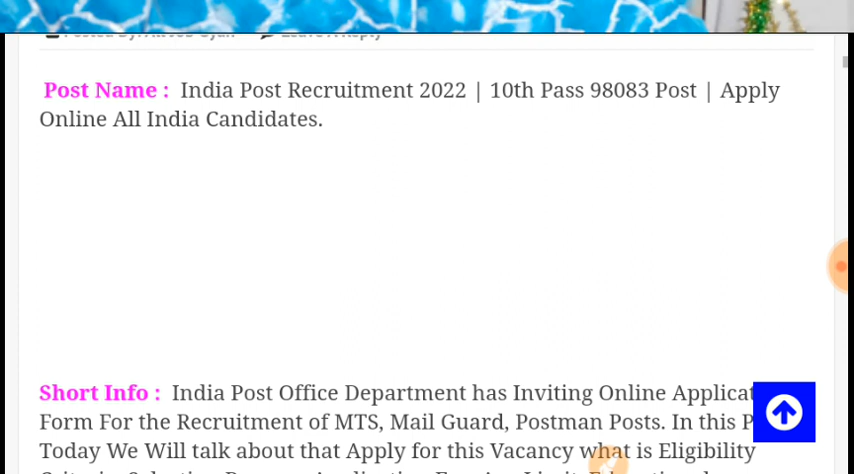 Post Name : India Post Recruitment 2022 | 10th Pass 98083 Post | Apply
Online All India Candidates.
Short Info : India Post Office Department has Inviting Online Applicat
Form For the Recruitment of MTS, Mail Guard, Postman Posts. In this P
Today We Will talk about that Apply for this Vacancy what is Eligibility